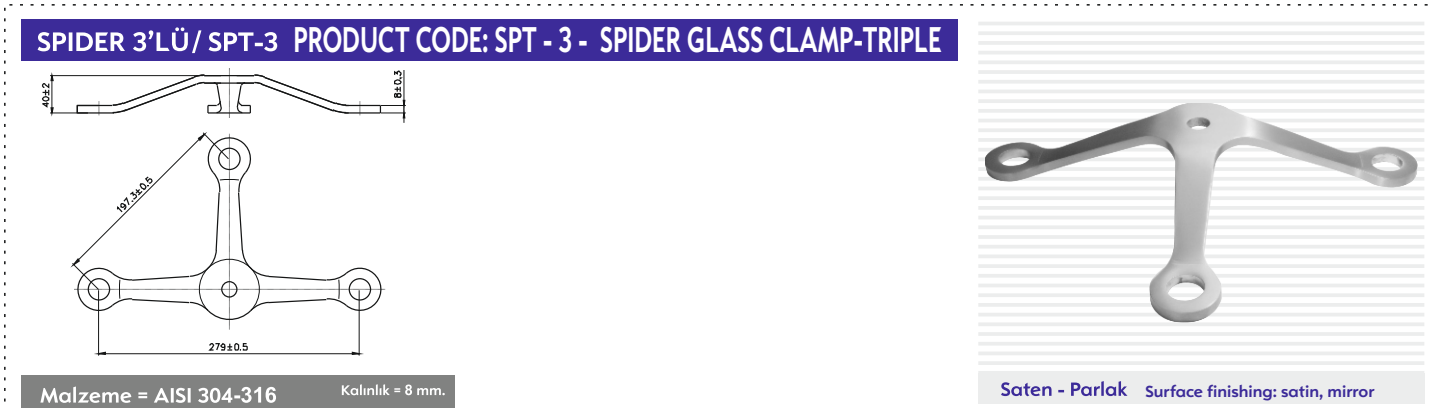 SPIDER 3’LÜ/ SPT-3 PRODUCT CODE: SPT - 3 - SPIDER GLASS CLAMP-TRIPLE
40±2
8±0.3
197.3±0.5
279±0.5
Malzeme = AISI 304-316 Kalınlık = 8 mm.
Saten - Parlak Surface finishing: satin, mirror